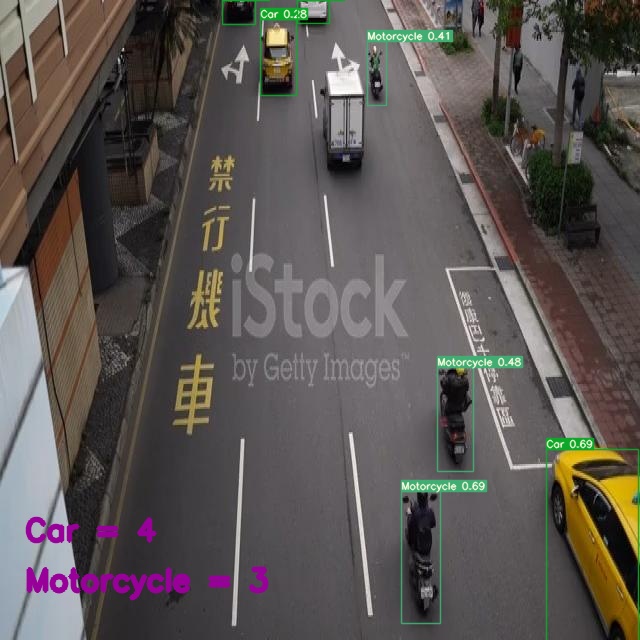 Car 0.28
Motorcycle 0.41
禁
行
機
車
iStock
by Getty Images™
Motorcycle 0.48
Car 0.69
Motorcycle 0.69
Car = 4
Motorcycle = 3